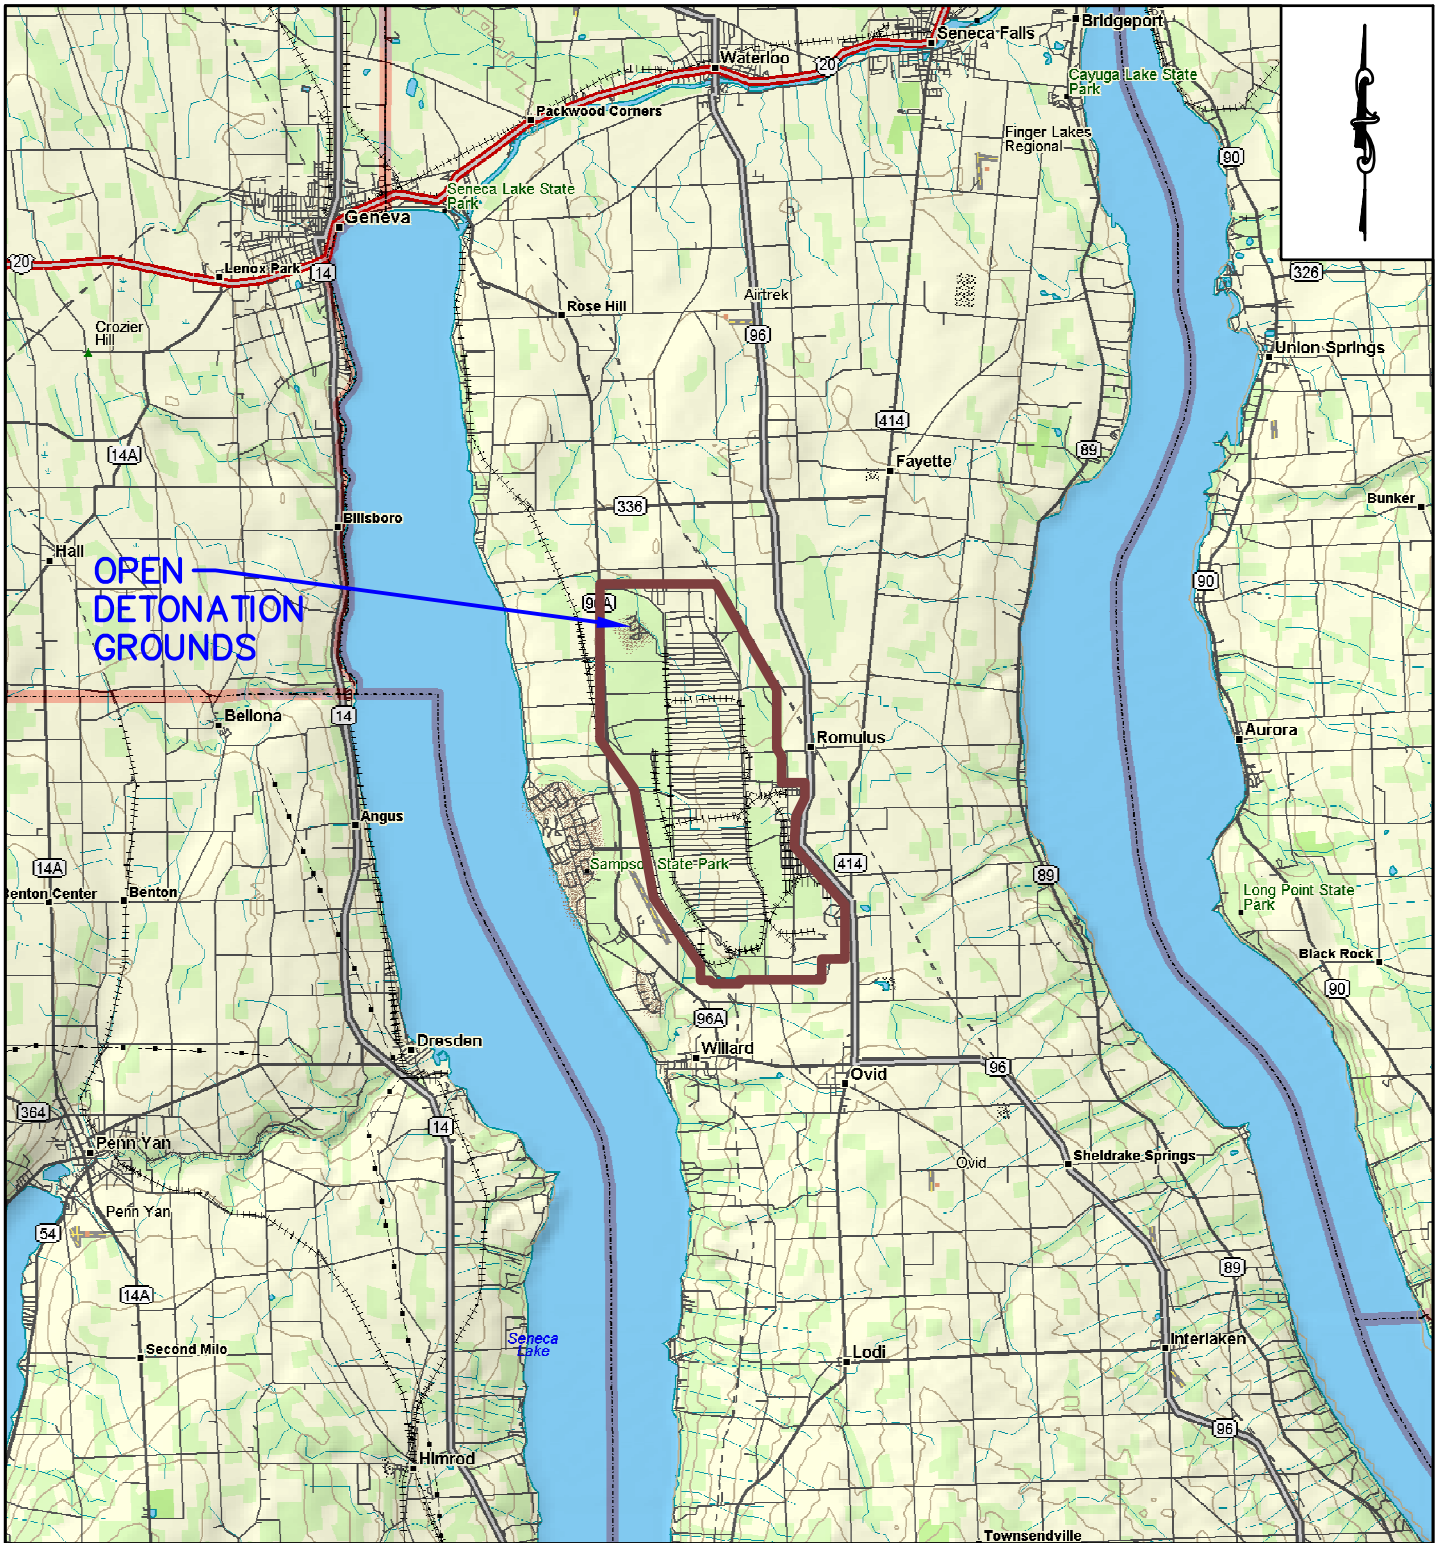 Bridgeport
Seneca Falls
Waterloo
20
Cayuga Lake State
Park
Packwood Corners
Finger Lakes
Regional
90
Seneca Lake State
Park
Geneva
20
Lenox Park
14
326
Airtrek
Rose Hill
Crozier
Hill
96
Union Springs
414
14A
89
Fayette
336
Bunker
Billsboro
Hall
OPEN
DETONATION
GROUNDS
90
96A
Bellona
14
Romulus
Aurora
Angus
Sampson State Park
414
14A
89
Benton Center
Benton
Long Point State
Park
Black Rock
90
96A
Dresden
Willard
96
Ovid
364
14
Penn Yan
Sheldrake Springs
Ovid
Penn Yan
54
89
14A
Seneca
Lake
Second Milo
Lodi
Interlaken
96
Himrod
Townsendville